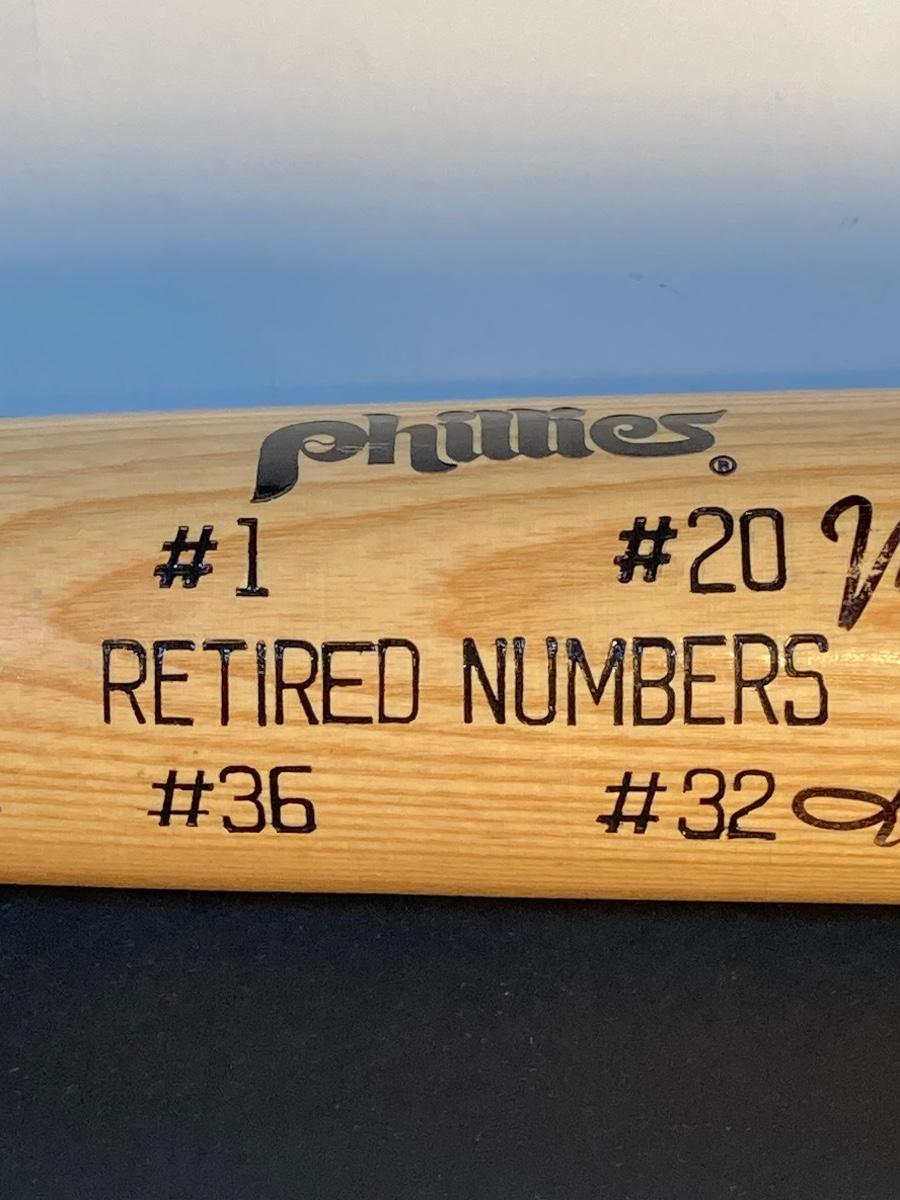 Phillies ®
#1 #20
RETIRED NUMBERS
#36 #32